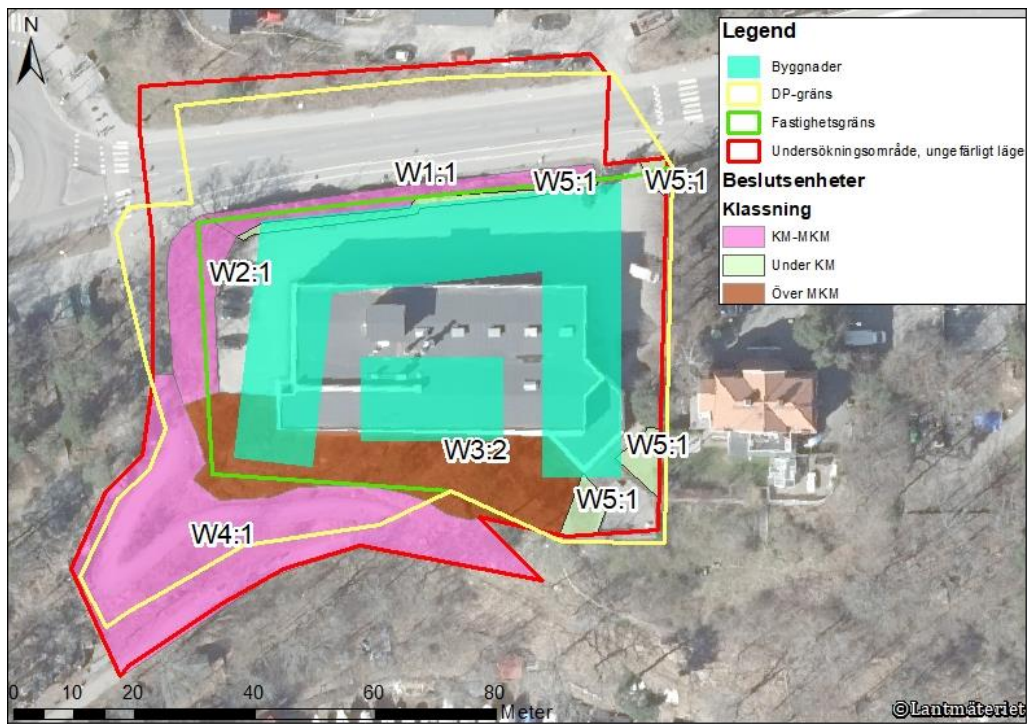 N
Legend
Byggnader
DP-gräns
Fastighetsgräns
Undersökningsområde, ungefärligt läge
Beslutsenheter
Klassning
KM-MKM
Under KM
Över MKM
W1:1
W5:1
W5:1
W2:1
W3:2
W5:1
W5:1
W4:1
0 10 20 40 60 80
Meter
©Lantmäteriet